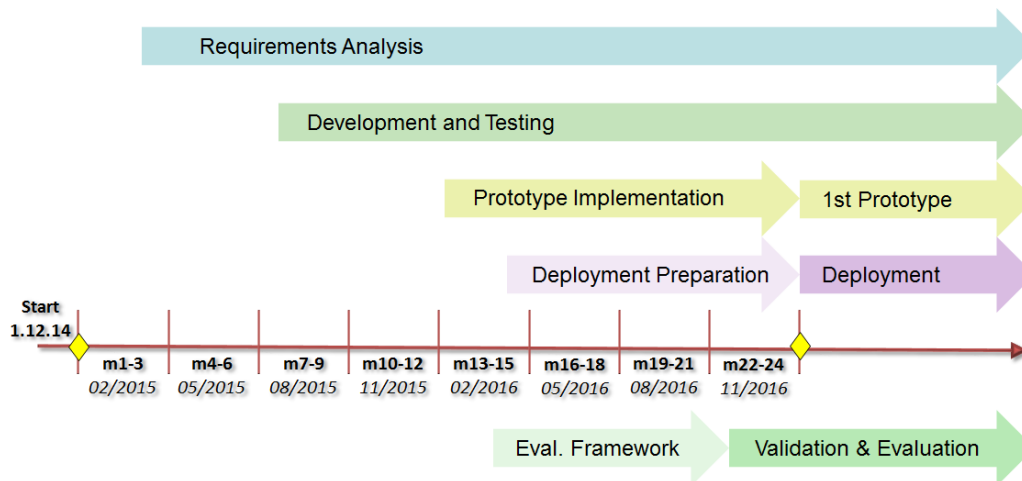 Requirements Analysis
Development and Testing
Prototype Implementation
1st Prototype
Deployment Preparation
Deployment
Start
1.12.14
m1-3
m4-6
m7-9
m10-12
m13-15
m16-18
m19-21
m22-24
02/2015
05/2015
08/2015
11/2015
02/2016
05/2016
08/2016
11/2016
Eval. Framework
Validation & Evaluation